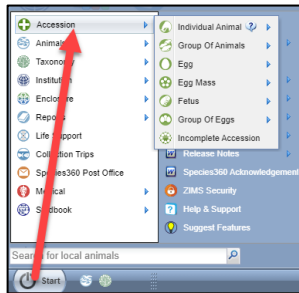 Accession
Animals
Taxonomy
Institution
Enclosure
Reports
Life Support
Collection Trips
Species360 Post Office
Medical
Studbook
Individual Animal
Group Of Animals
Egg
Egg Mass
Fetus
Group Of Eggs
Incomplete Accession
Release Notes
Species360 Acknowledgement
ZIMS Security
Help & Support
Suggest Features
Search for local animals
Start